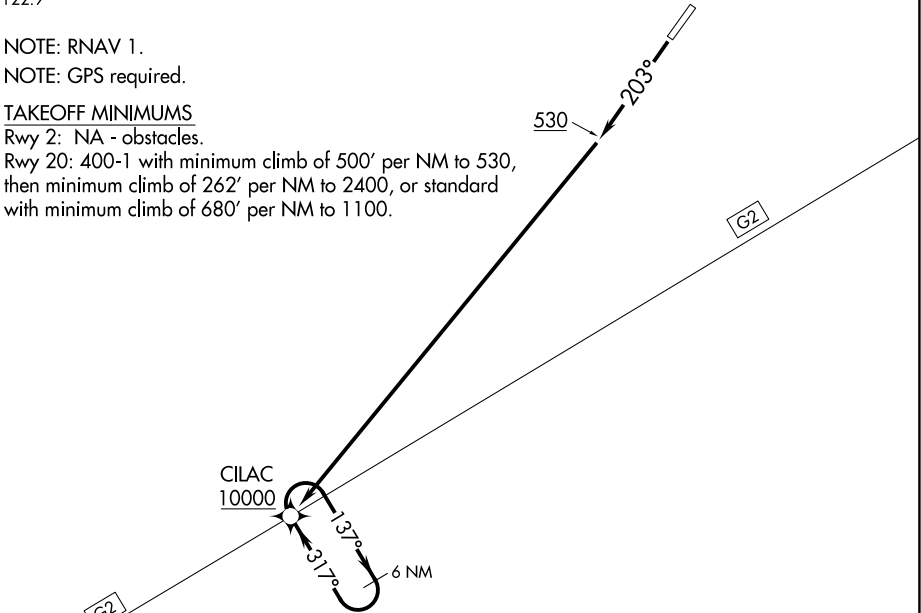 122.9
NOTE: RNAV 1.
NOTE: GPS required.
TAKEOFF MINIMUMS
Rwy 2: NA - obstacles.
Rwy 20: 400-1 with minimum climb of 500' per NM to 530,
then minimum climb of 262' per NM to 2400, or standard
with minimum climb of 680' per NM to 1100.
203°
530
G2
CILAC
10000
137°
317°
6 NM
G2